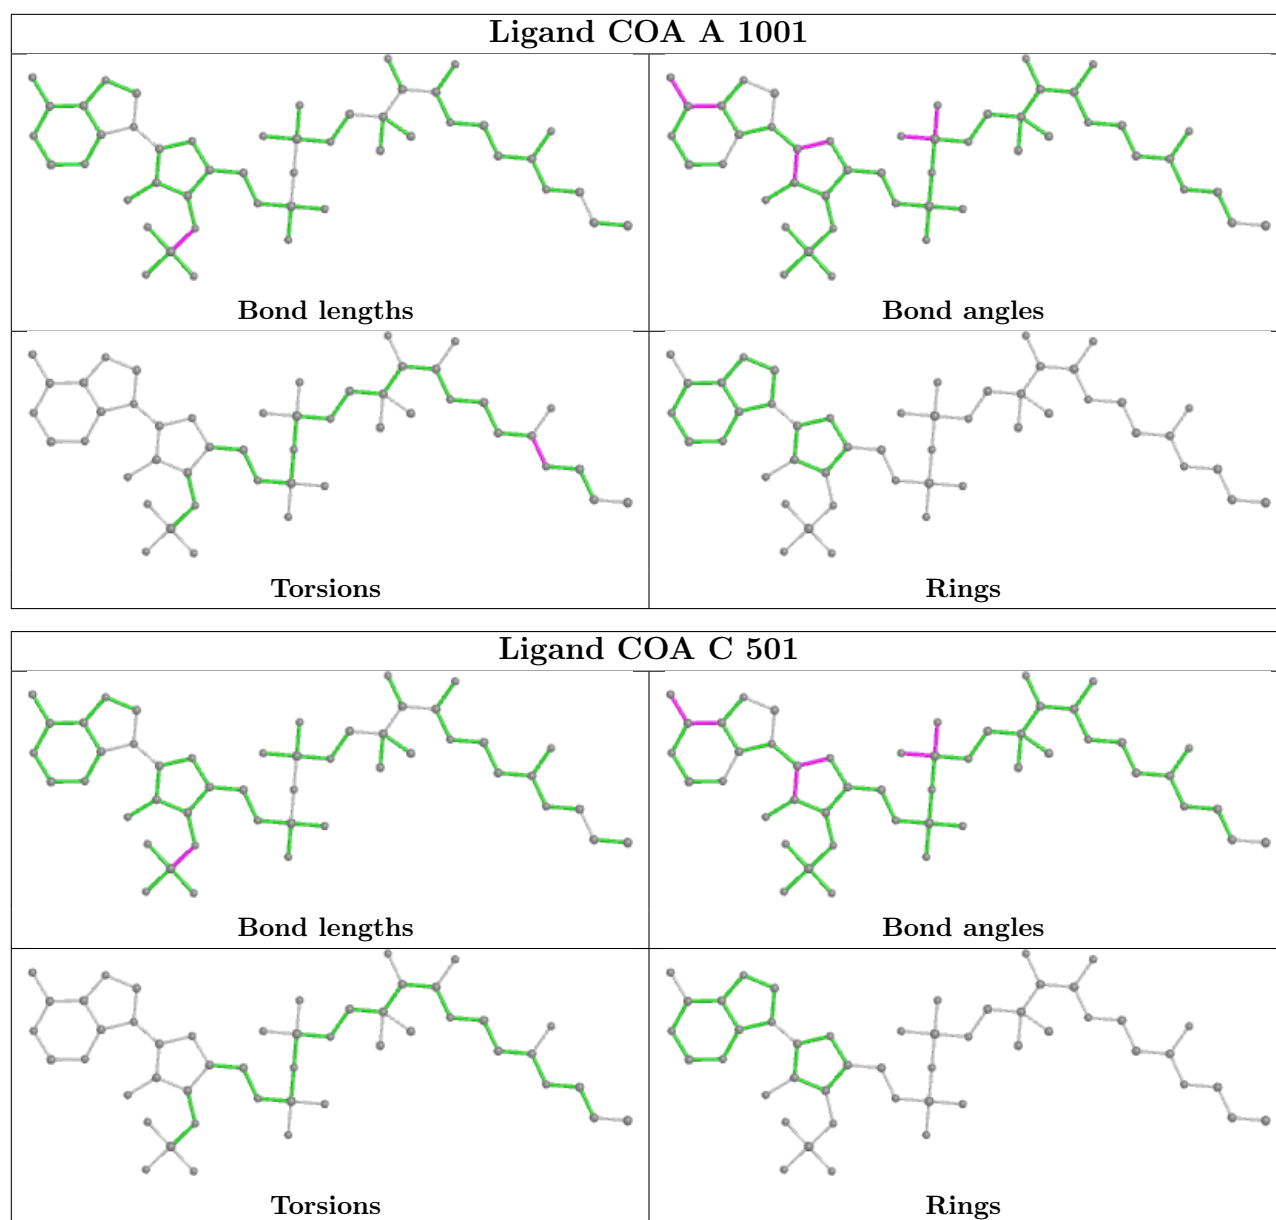 Ligand COA A 1001
Bond lengths
Bond angles
Torsions
Rings
Ligand COA C 501
Bond lengths
Bond angles
Torsions
Rings